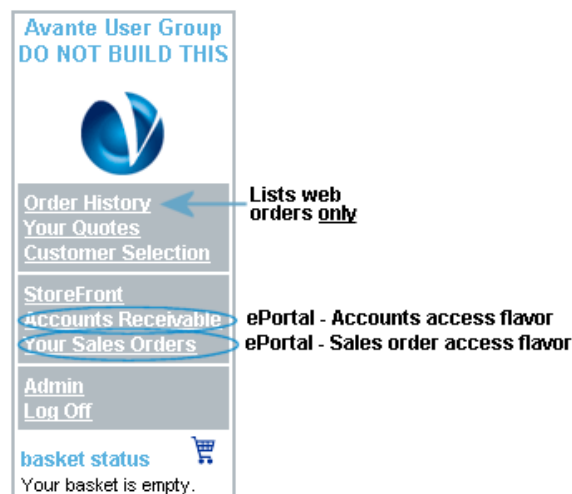 Avante User Group
DO NOT BUILD THIS
Order History
Lists web
orders only
Your Quotes
Customer Selection
StoreFront
Accounts Receivable
ePortal - Accounts access flavor
Your Sales Orders
ePortal - Sales order access flavor
Admin
Log Off
basket status
Your basket is empty.